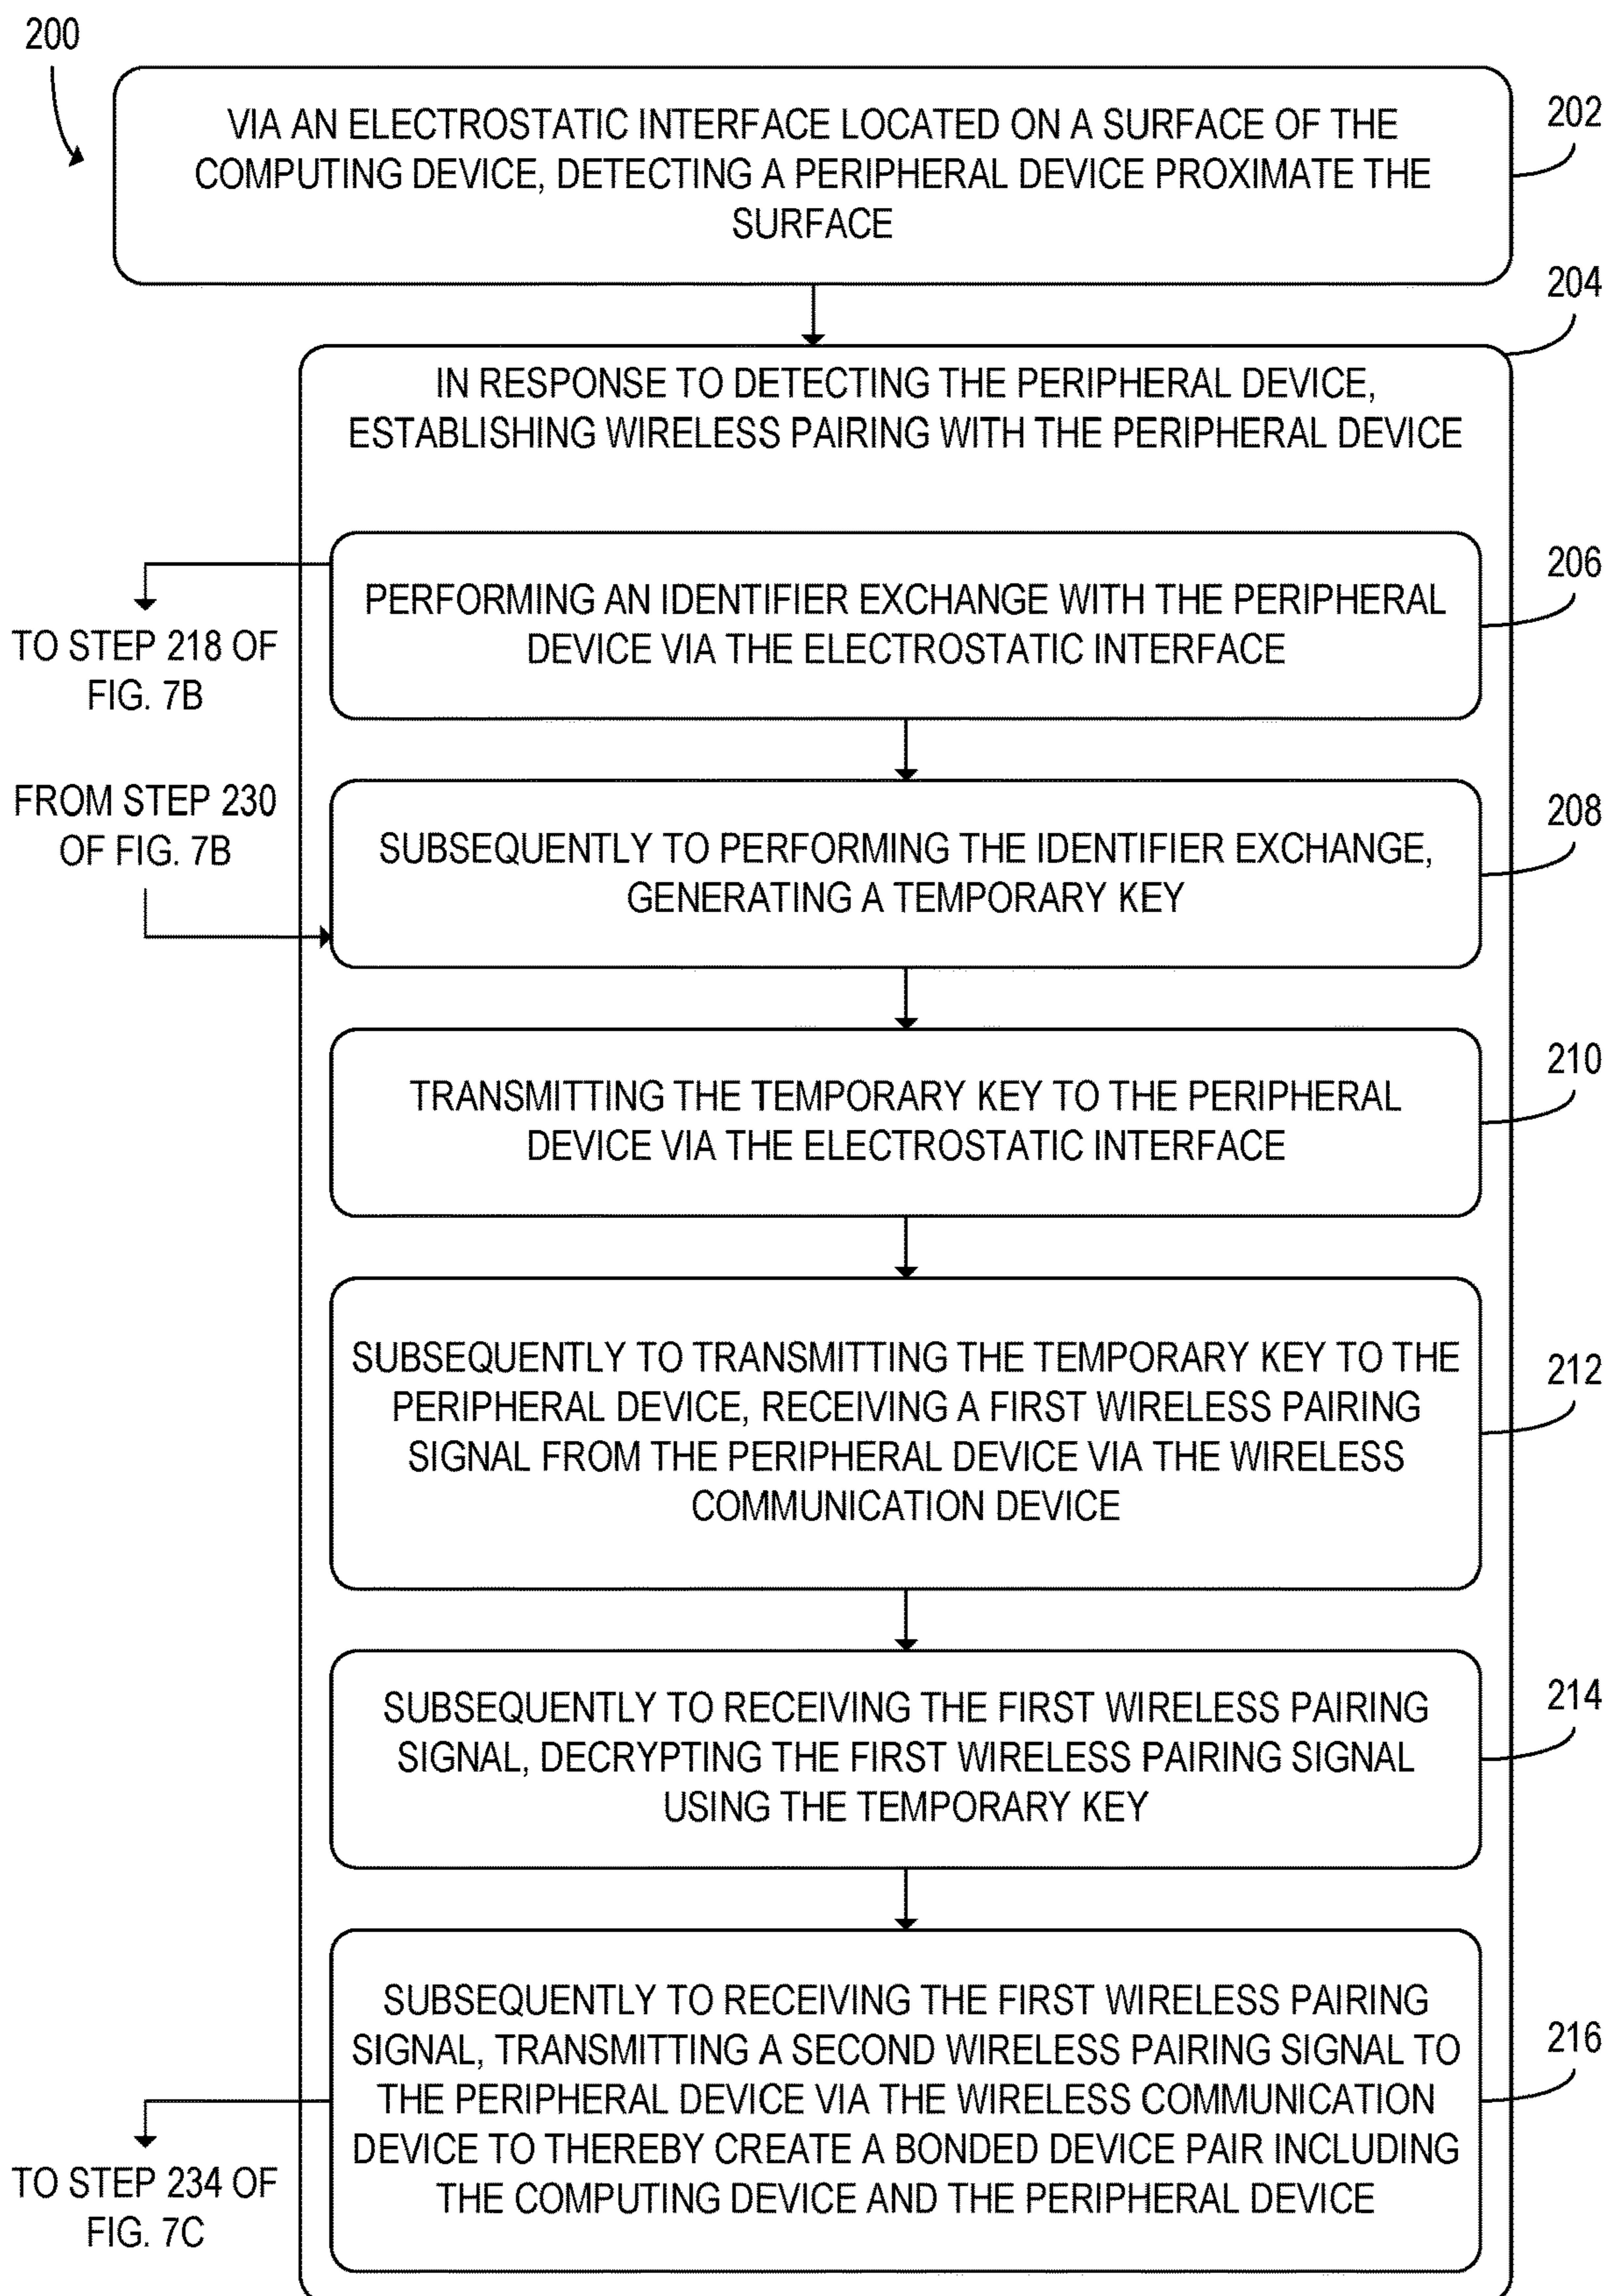 200
VIA AN ELECTROSTATIC INTERFACE LOCATED ON A SURFACE OF THE
COMPUTING DEVICE, DETECTING A PERIPHERAL DEVICE PROXIMATE THE
SURFACE
202
204
IN RESPONSE TO DETECTING THE PERIPHERAL DEVICE,
ESTABLISHING WIRELESS PAIRING WITH THE PERIPHERAL DEVICE
206
PERFORMING AN IDENTIFIER EXCHANGE WITH THE PERIPHERAL
DEVICE VIA THE ELECTROSTATIC INTERFACE
TO STEP 218 OF
FIG. 7B
FROM STEP 230
OF FIG. 7B
208
SUBSEQUENTLY TO PERFORMING THE IDENTIFIER EXCHANGE,
GENERATING A TEMPORARY KEY
210
TRANSMITTING THE TEMPORARY KEY TO THE PERIPHERAL
DEVICE VIA THE ELECTROSTATIC INTERFACE
212
SUBSEQUENTLY TO TRANSMITTING THE TEMPORARY KEY TO THE
PERIPHERAL DEVICE, RECEIVING A FIRST WIRELESS PAIRING
SIGNAL FROM THE PERIPHERAL DEVICE VIA THE WIRELESS
COMMUNICATION DEVICE
214
SUBSEQUENTLY TO RECEIVING THE FIRST WIRELESS PAIRING
SIGNAL, DECRYPTING THE FIRST WIRELESS PAIRING SIGNAL
USING THE TEMPORARY KEY
216
SUBSEQUENTLY TO RECEIVING THE FIRST WIRELESS PAIRING
SIGNAL, TRANSMITTING A SECOND WIRELESS PAIRING SIGNAL TO
THE PERIPHERAL DEVICE VIA THE WIRELESS COMMUNICATION
DEVICE TO THEREBY CREATE A BONDED DEVICE PAIR INCLUDING
THE COMPUTING DEVICE AND THE PERIPHERAL DEVICE
TO STEP 234 OF
FIG. 7C